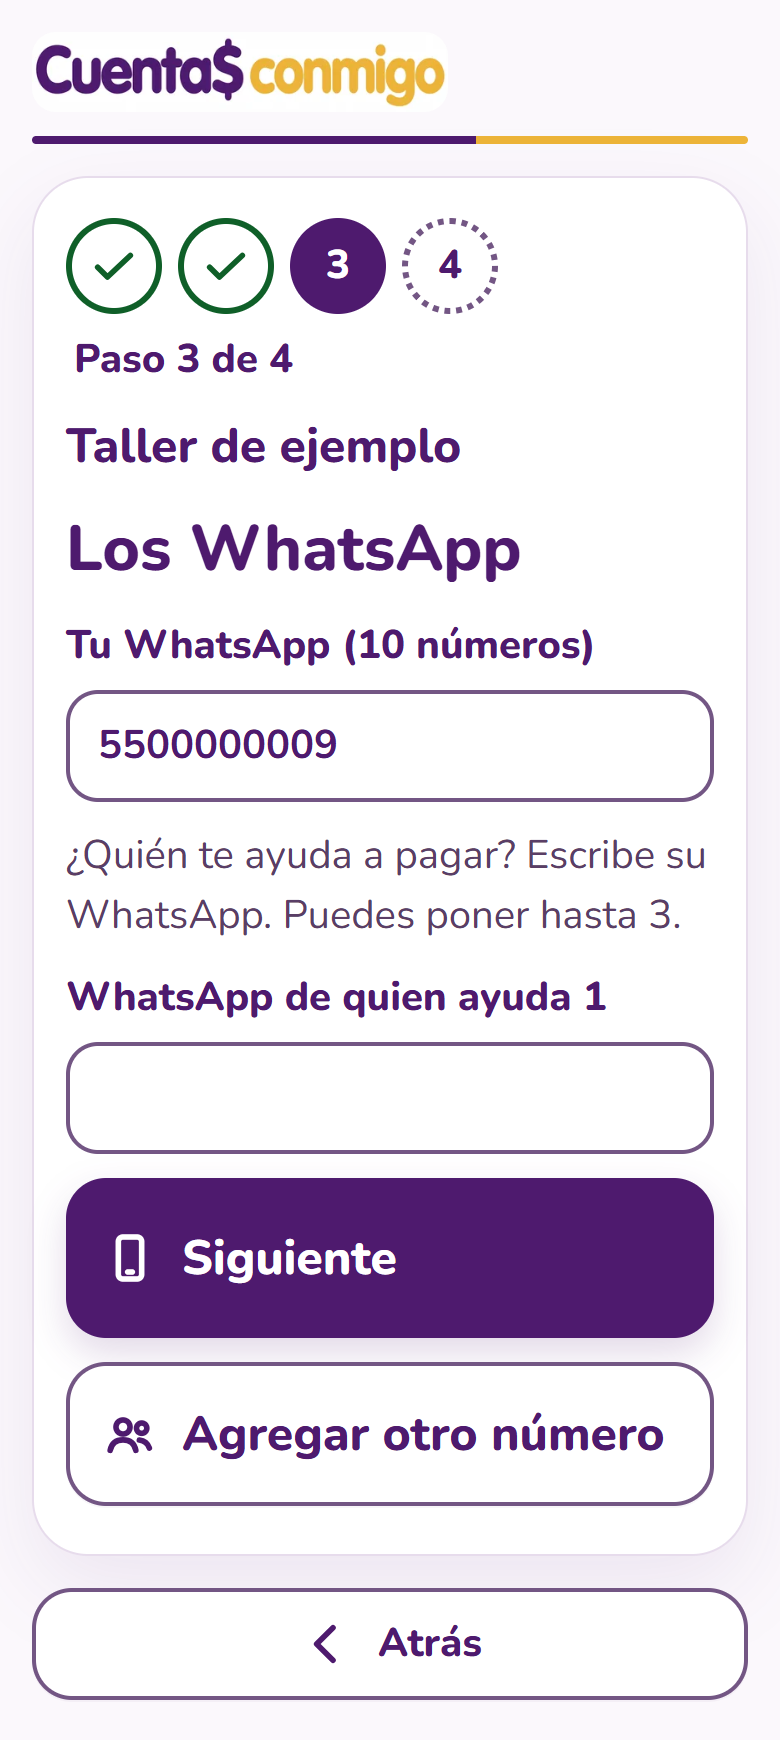 Cuenta$ conmigo
3
4
Paso 3 de 4
Taller de ejemplo
Los WhatsApp
Tu WhatsApp (10 números)
5500000009
¿Quién te ayuda a pagar? Escribe su
WhatsApp. Puedes poner hasta 3.
WhatsApp de quien ayuda 1
Siguiente
Agregar otro número
Atrás